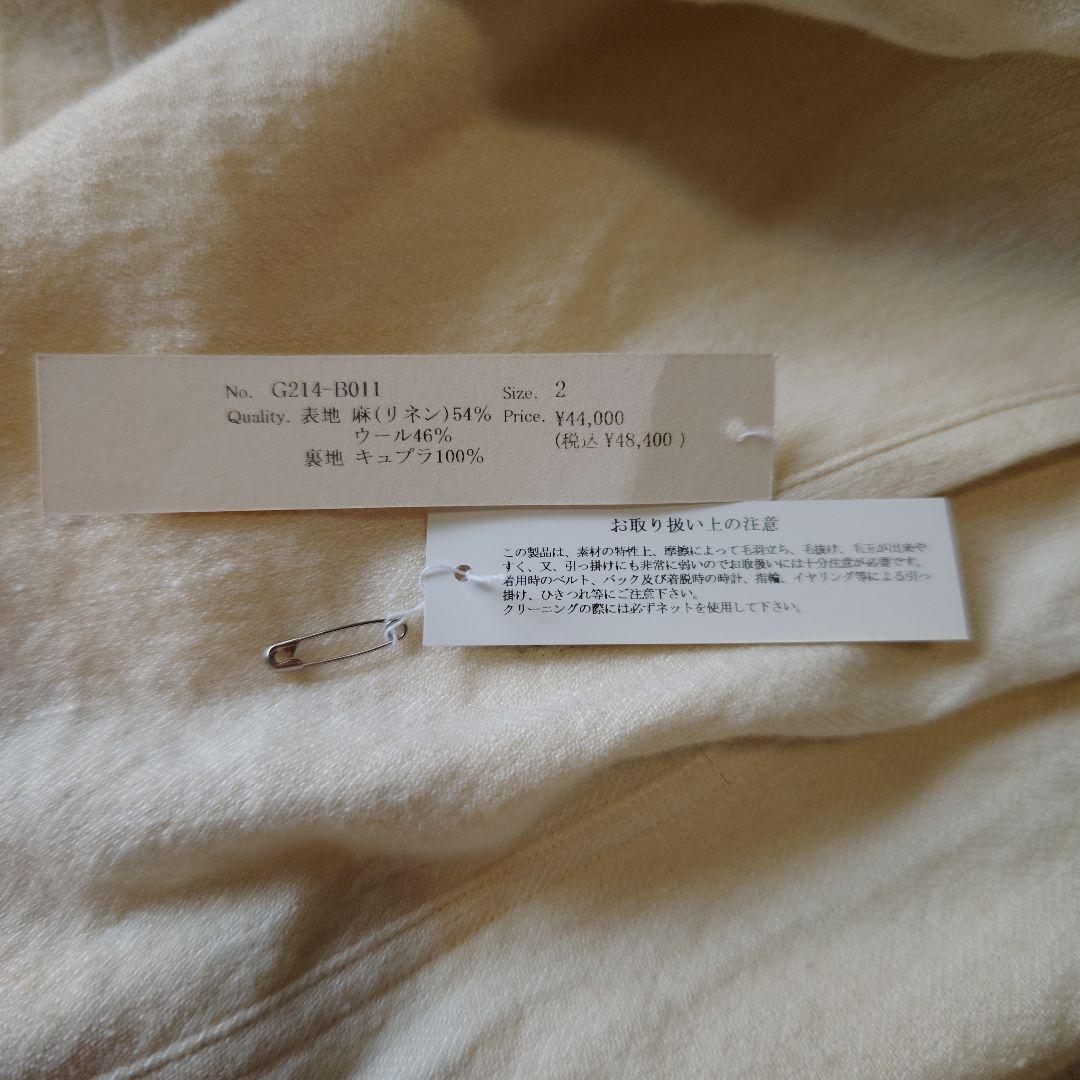 No. G214-B011
Size. 2
Quality. 表地 麻(リネン)54%
ウール46%
裏地 キュプラ100%
Price. ¥44,000
(税込 ¥48,400 )
お取り扱い上の注意
この製品は、素材の特性上、摩擦によって毛羽立ち、毛抜け、毛玉が出来や
すく、又、引っ掛けにも非常に弱いのでお取扱いには十分注意が必要です。
着用時のベルト、バック及び着脱時の時計、指輪、イヤリング等による引っ
掛け、ひきつれ等にご注意下さい。
クリーニングの際には必ずネットを使用して下さい。